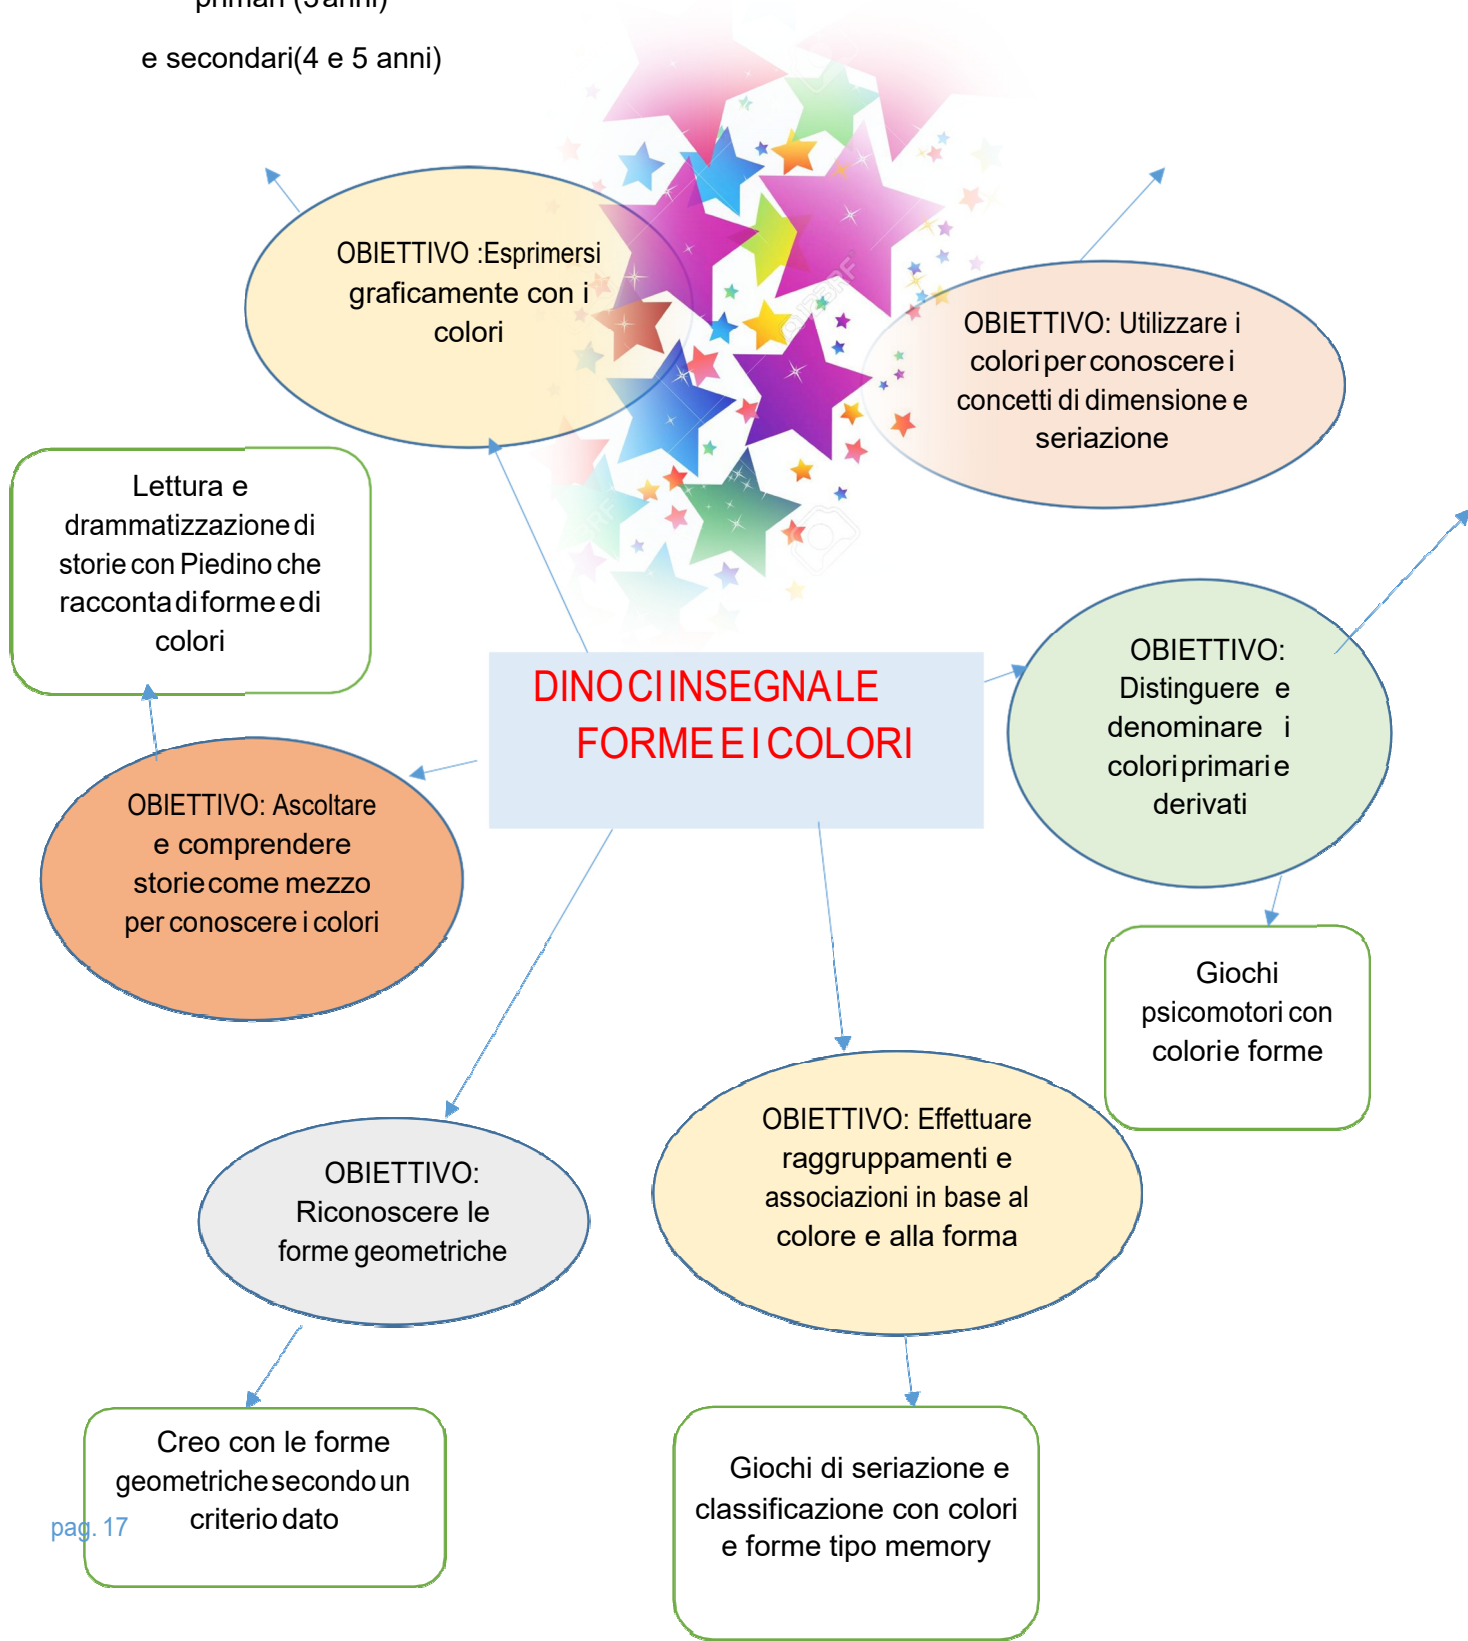 primari (3anni)
e secondari(4 e 5 anni)
OBIETTIVO :Esprimersi
graficamente con i
colori
OBIETTIVO: Utilizzare i
colori per conoscere i
concetti di dimensione e
seriazione
Lettura e
drammatizzazione di
storie con Piedino che
racconta di forme e di
colori
DINO CI INSEGNA LE
FORME E I COLORI
OBIETTIVO:
Distinguere e
denominare i
colori primari e
derivati
OBIETTIVO: Ascoltare
e comprendere
storie come mezzo
per conoscere i colori
Giochi
psicomotori con
colori e forme
OBIETTIVO:
Riconoscere le
forme geometriche
OBIETTIVO: Effettuare
raggruppamenti e
associazioni in base al
colore e alla forma
Creo con le forme
geometriche secondo un
criterio dato
Giochi di seriazione e
classificazione con colori
e forme tipo memory
pag. 17